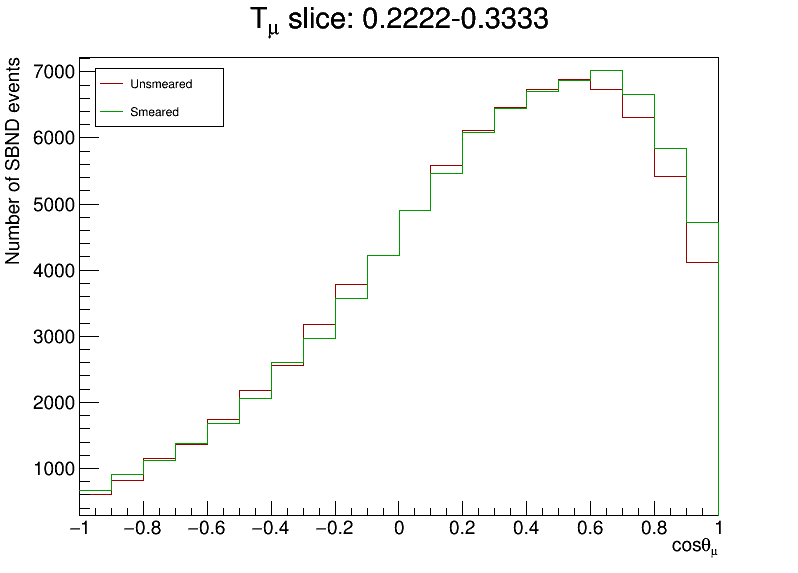 Tμ slice: 0.2222-0.3333
Number of SBND events
Unsmeared
Smeared
7000
6000
5000
4000
3000
2000
1000
−1 −0.8 −0.6 −0.4 −0.2 0 0.2 0.4 0.6 0.8 1
cosθμ